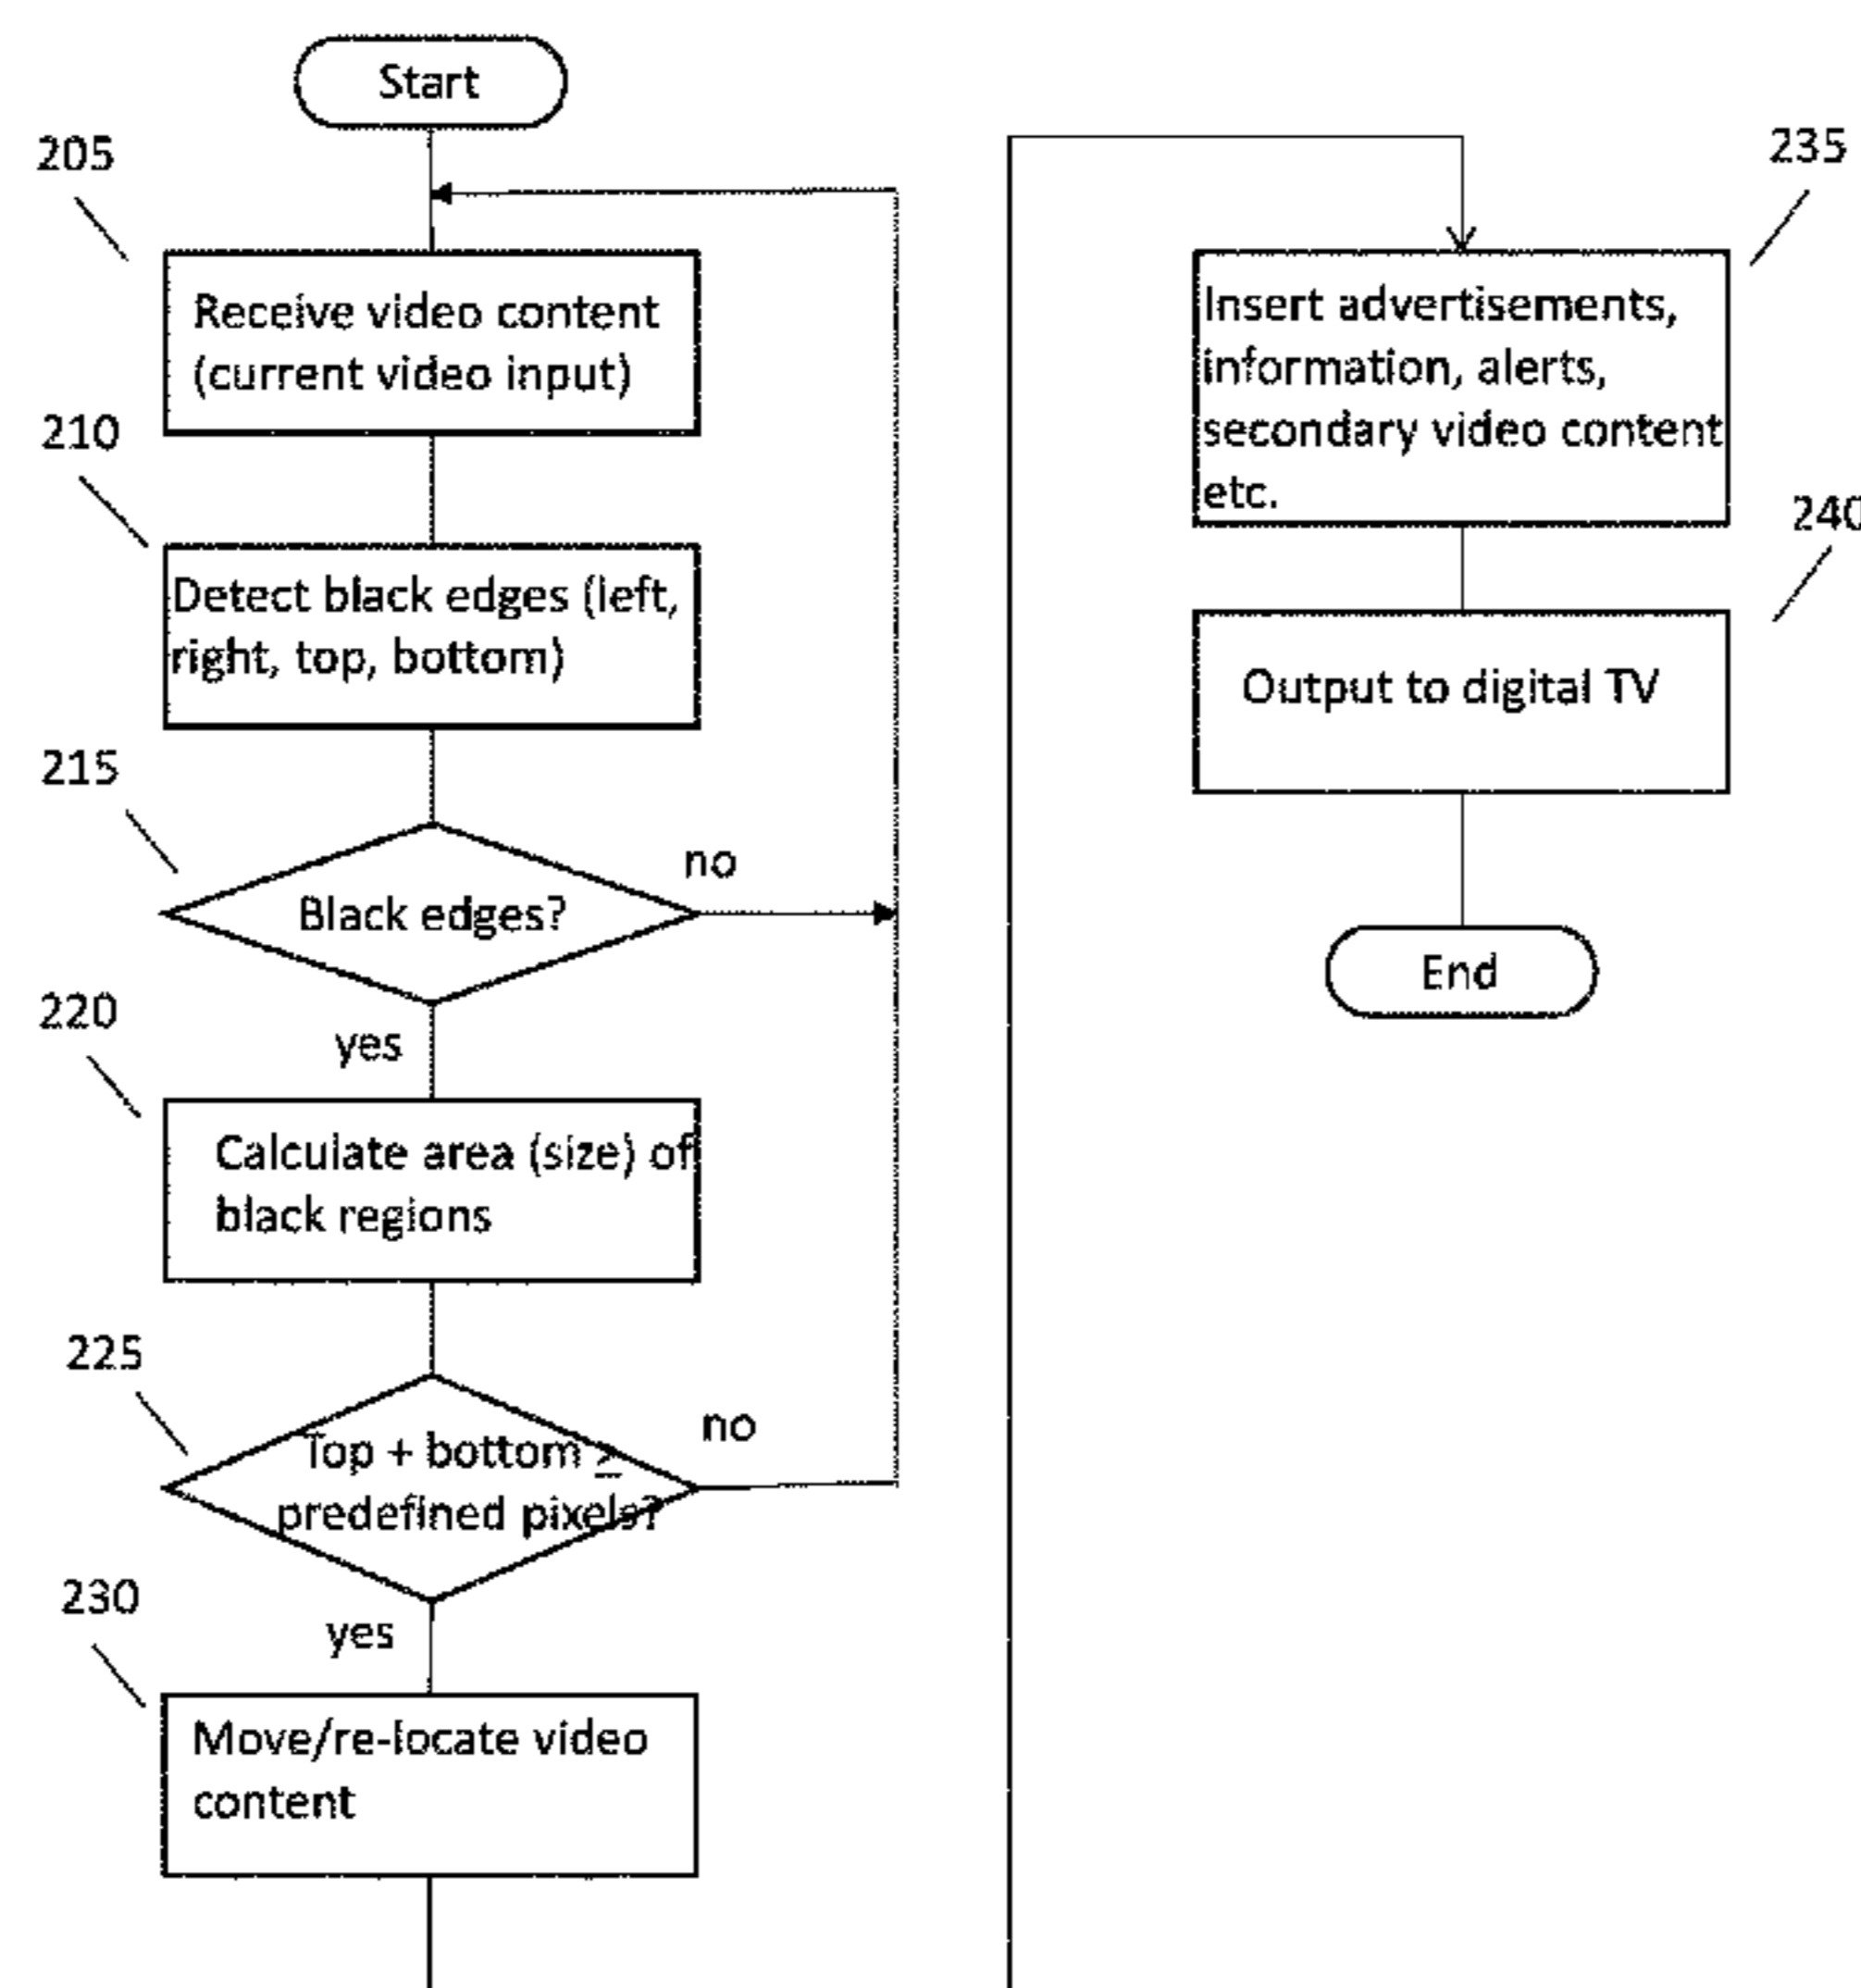 Start
205
Receive video content
(current video input)
210
Detect black edges (left,
right, top, bottom)
215
Black edges?
no
yes
220
Calculate area (size) of
black regions
225
Top + bottom ≥
predefined pixels?
no
yes
230
Move/re-locate video
content
235
Insert advertisements,
information, alerts,
secondary video content
etc.
240
Output to digital TV
End